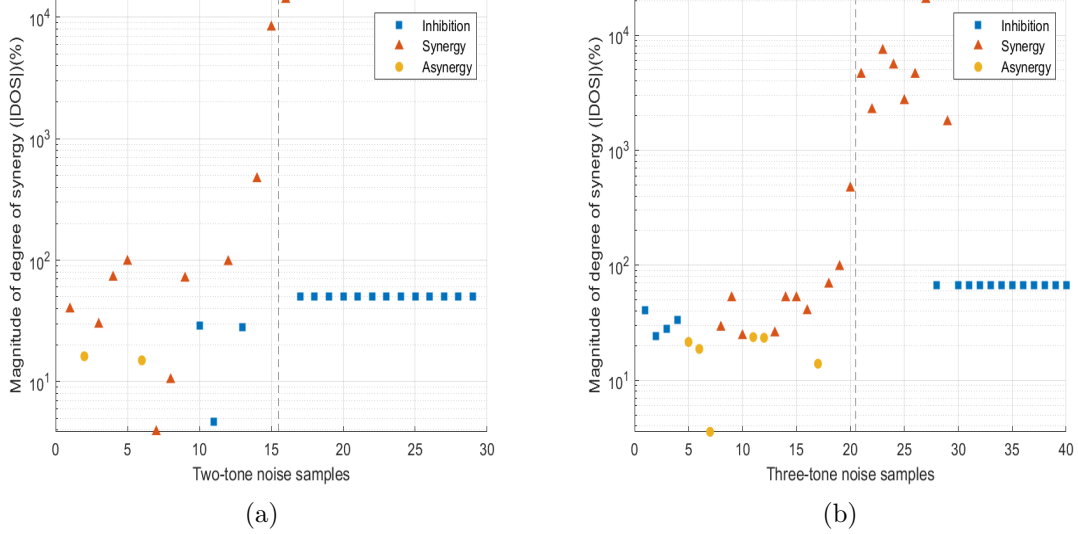 Magnitude of degree of synergy (|DOS|)(%)
10^4
10^3
10^2
10^1
Inhibition
Synergy
Asynergy
0 5 10 15 20 25 30
Two-tone noise samples
(a)
Magnitude of degree of synergy (|DOS|)(%)
10^4
10^3
10^2
10^1
Inhibition
Synergy
Asynergy
0 5 10 15 20 25 30 35 40
Three-tone noise samples
(b)